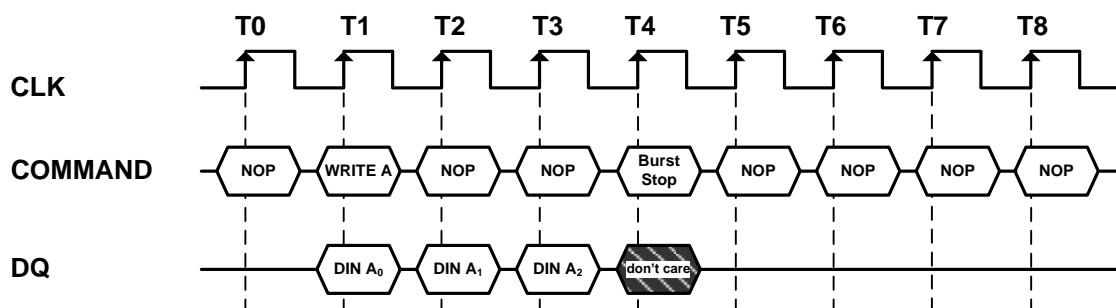 T0 T1 T2 T3 T4 T5 T6 T7 T8
CLK
COMMAND NOP WRITE A NOP NOP Burst Stop NOP NOP NOP NOP
DQ DIN A₀ DIN A₁ DIN A₂ don't care